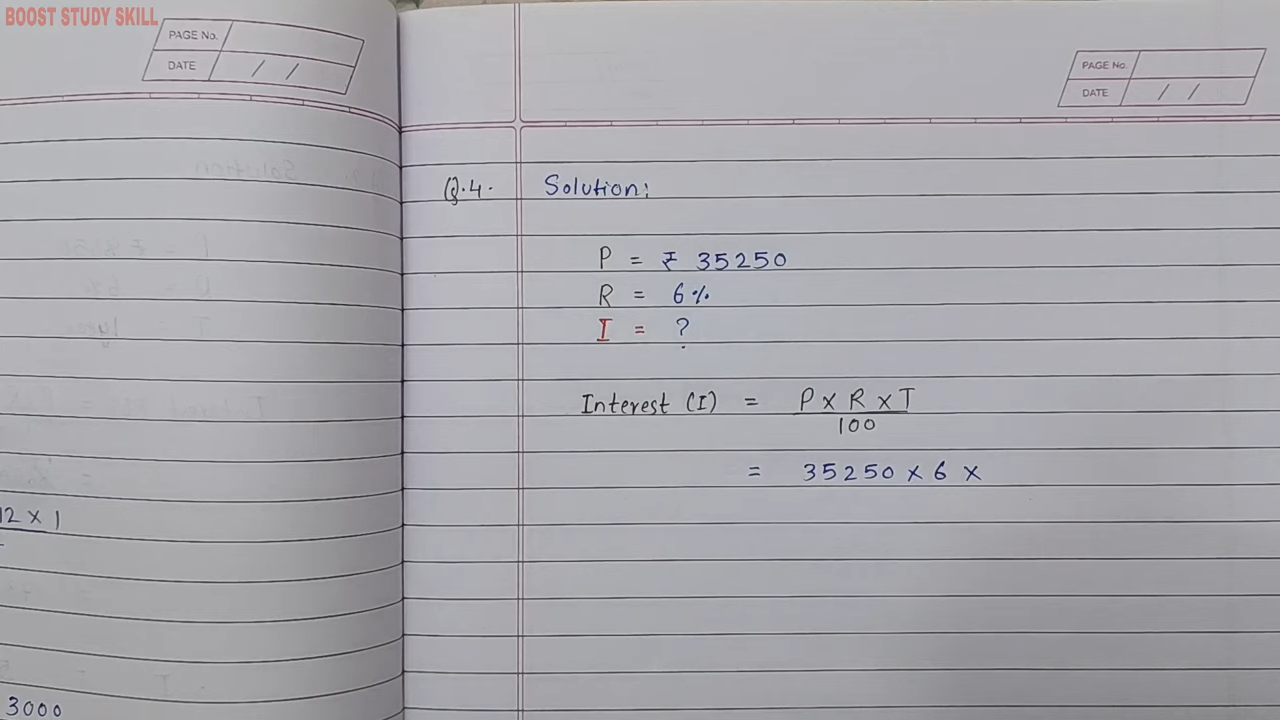 BOOST STUDY SKILL
PAGE No.
DATE / /
12 × 1
3000
PAGE No.
DATE / /
Q.4. Solution:
P = ₹ 35250
R = 6%
I = ?
Interest (I) = P × R × T
100
= 35250 × 6 ×